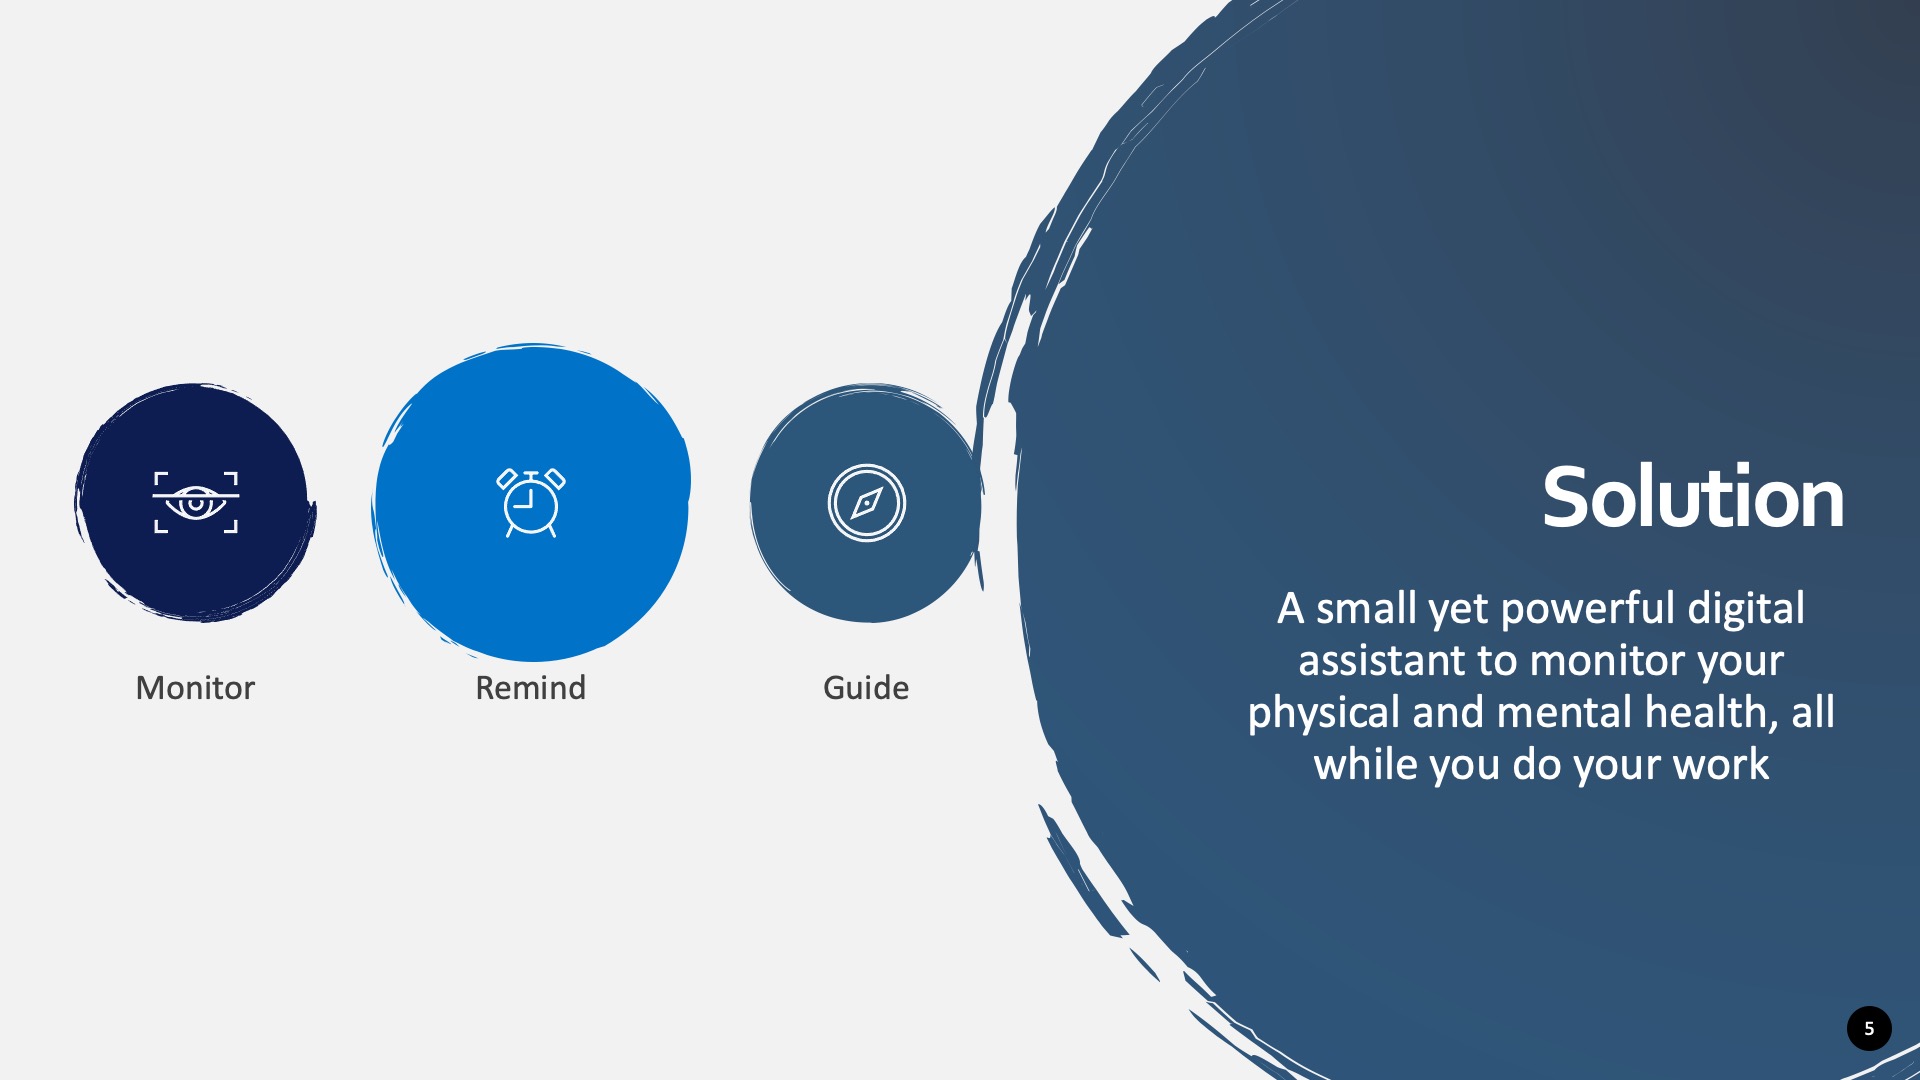 Monitor
Remind
Guide
Solution
A small yet powerful digital
assistant to monitor your
physical and mental health, all
while you do your work
5